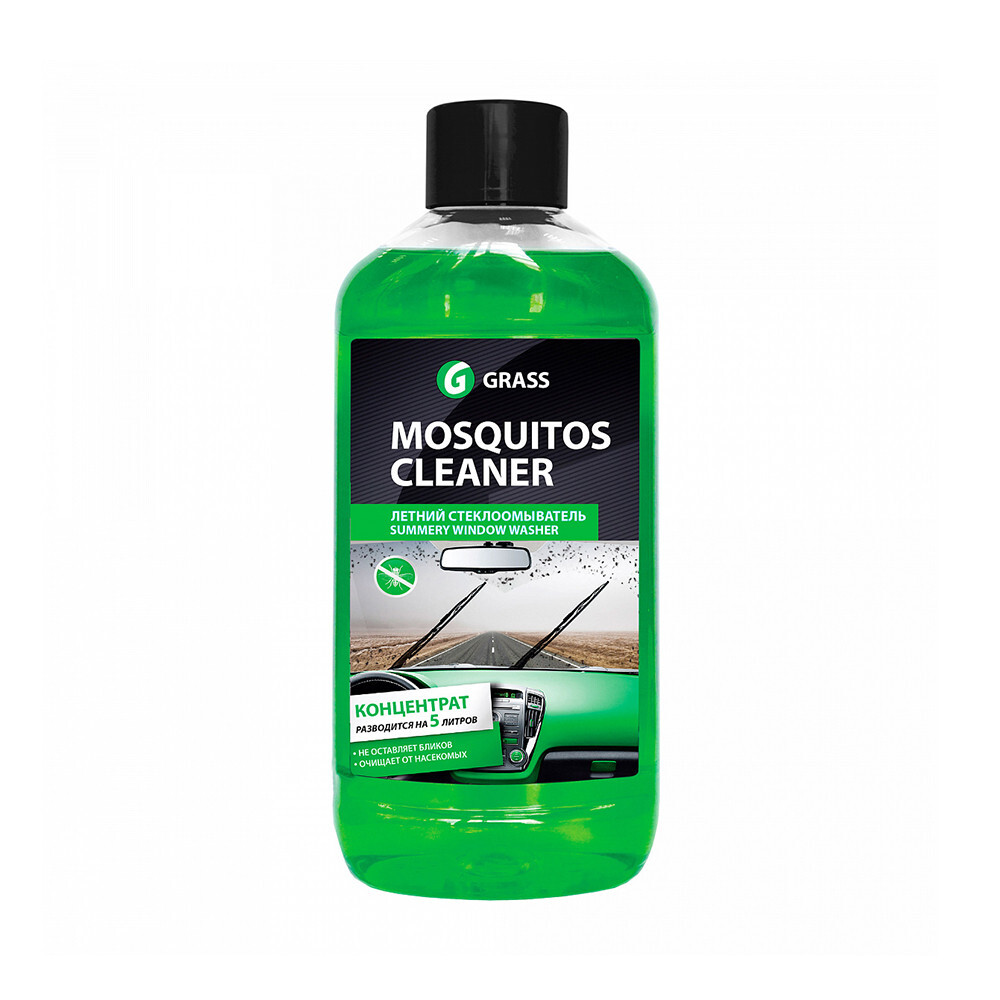 GRASS
MOSQUITOS
CLEANER
ЛЕТНИЙ СТЕКЛООМЫВАТЕЛЬ
SUMMERY WINDOW WASHER
КОНЦЕНТРАТ
РАЗВОДИТСЯ НА 5 ЛИТРОВ
• НЕ ОСТАВЛЯЕТ БЛИКОВ
• ОЧИЩАЕТ ОТ НАСЕКОМЫХ